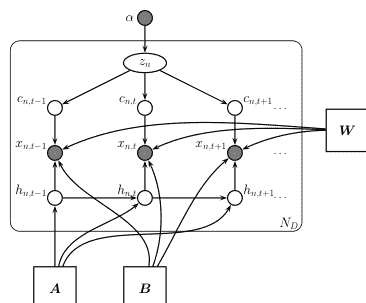 α
z_n
c_{n,t-1} c_{n,t} c_{n,t+1} ...
x_{n,t-1} x_{n,t} x_{n,t+1} ...
W
h_{n,t-1} h_{n,t} h_{n,t+1} ...
N_D
A B